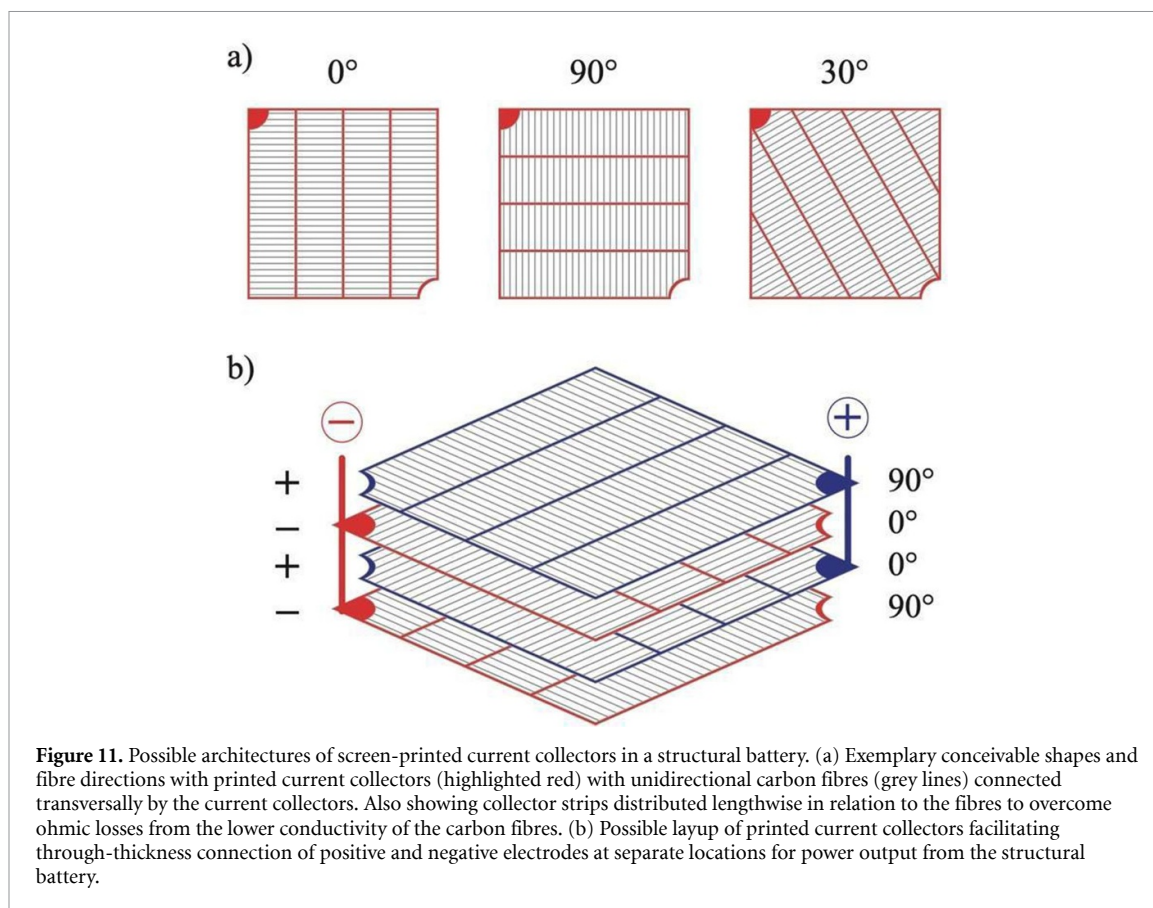 a)
0° 90° 30°
b)
− +
+ 90°
− 0°
+ 0°
− 90°
Figure 11. Possible architectures of screen-printed current collectors in a structural battery. (a) Exemplary conceivable shapes and
fibre directions with printed current collectors (highlighted red) with unidirectional carbon fibres (grey lines) connected
transversally by the current collectors. Also showing collector strips distributed lengthwise in relation to the fibres to overcome
ohmic losses from the lower conductivity of the carbon fibres. (b) Possible layup of printed current collectors facilitating
through-thickness connection of positive and negative electrodes at separate locations for power output from the structural
battery.